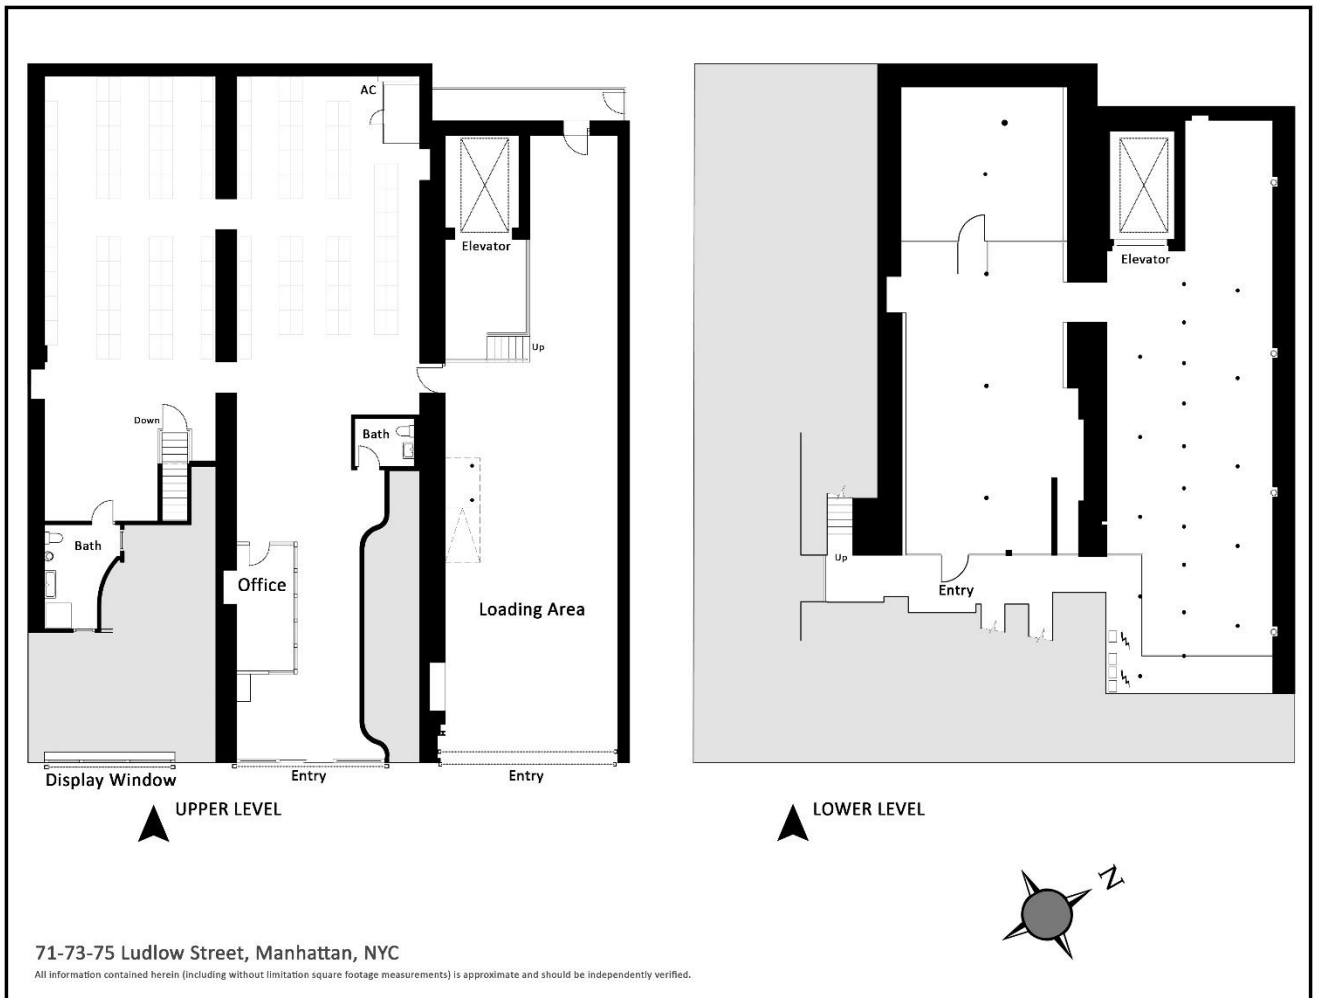 AC
Elevator
Up
Down
Bath
Bath
Office
Loading Area
Display Window
Entry
Entry
UPPER LEVEL
Elevator
Up
Entry
LOWER LEVEL
N
71-73-75 Ludlow Street, Manhattan, NYC
All information contained herein (including without limitation square footage measurements) is approximate and should be independently verified.